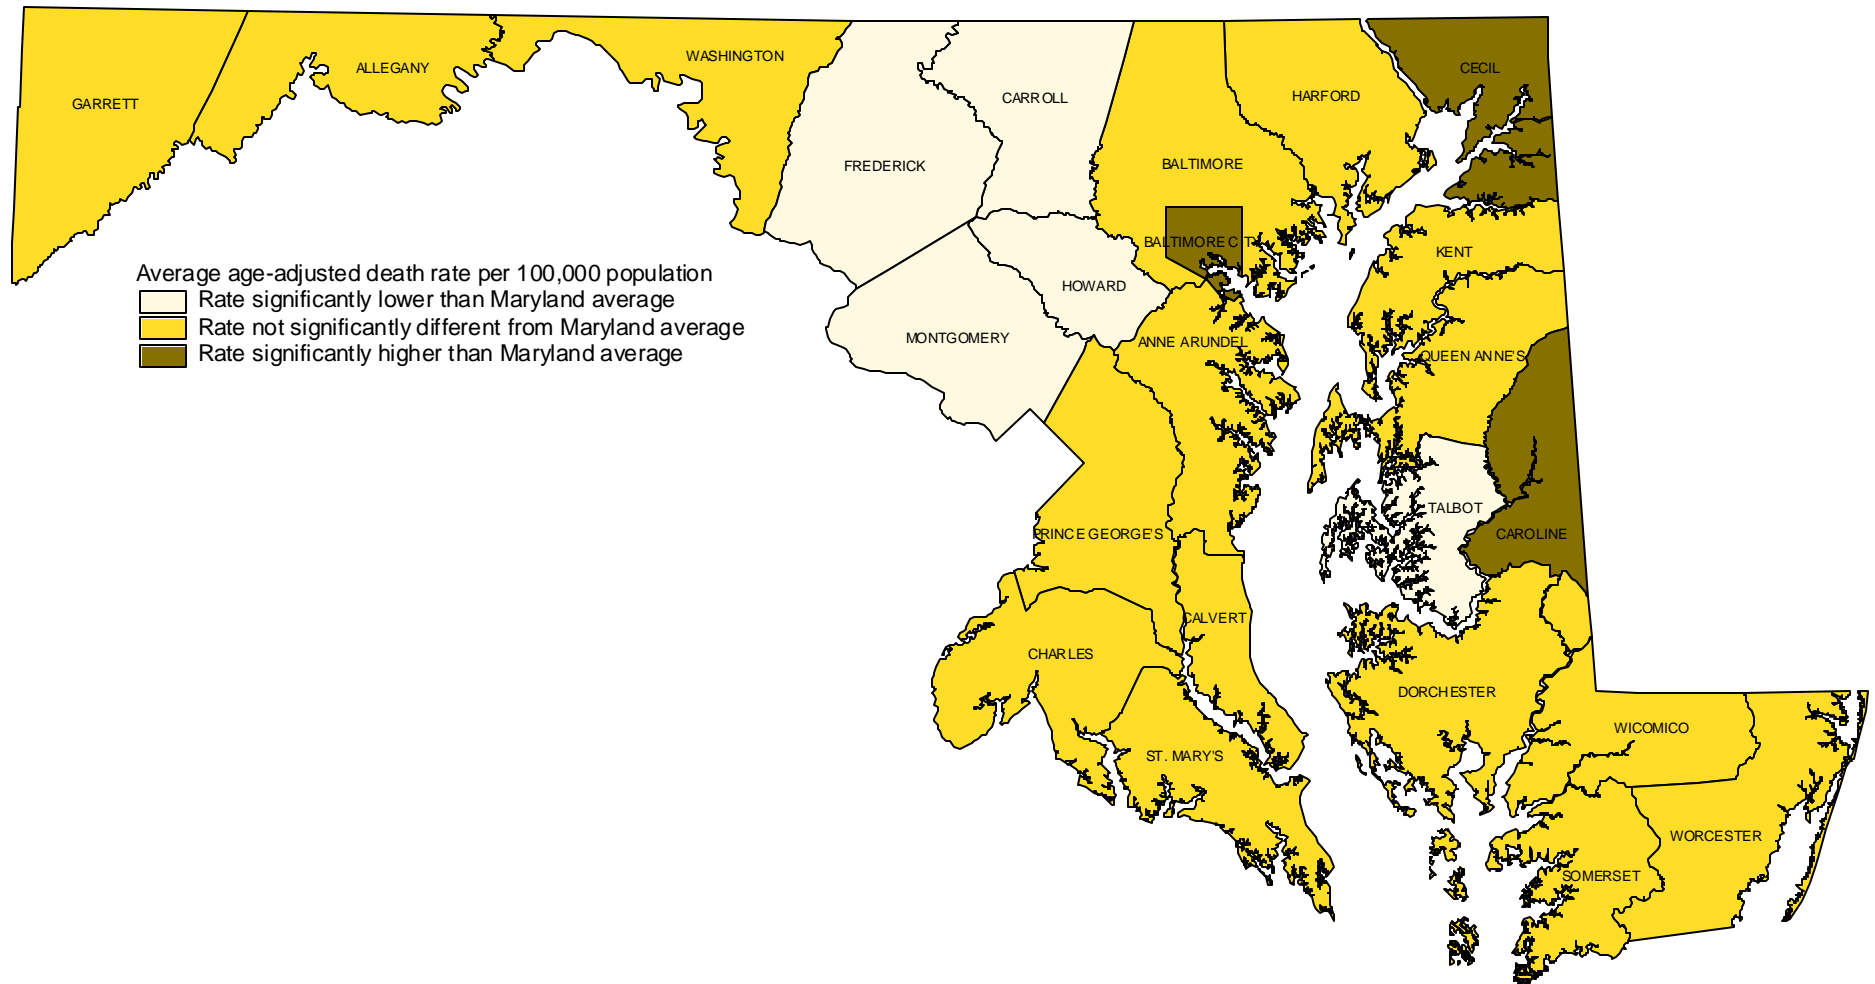 ALLEGANY
WASHINGTON
GARRETT
CECIL
CARROLL
HARFORD
FREDERICK
BALTIMORE
BALTIMORE CITY
KENT
Average age-adjusted death rate per 100,000 population
Rate significantly lower than Maryland average
Rate not significantly different from Maryland average
Rate significantly higher than Maryland average
HOWARD
MONTGOMERY
ANNE ARUNDEL
QUEEN ANNE'S
TALBOT
PRINCE GEORGE'S
CAROLINE
CALVERT
CHARLES
DORCHESTER
WICOMICO
ST. MARY'S
WORCESTER
SOMERSET